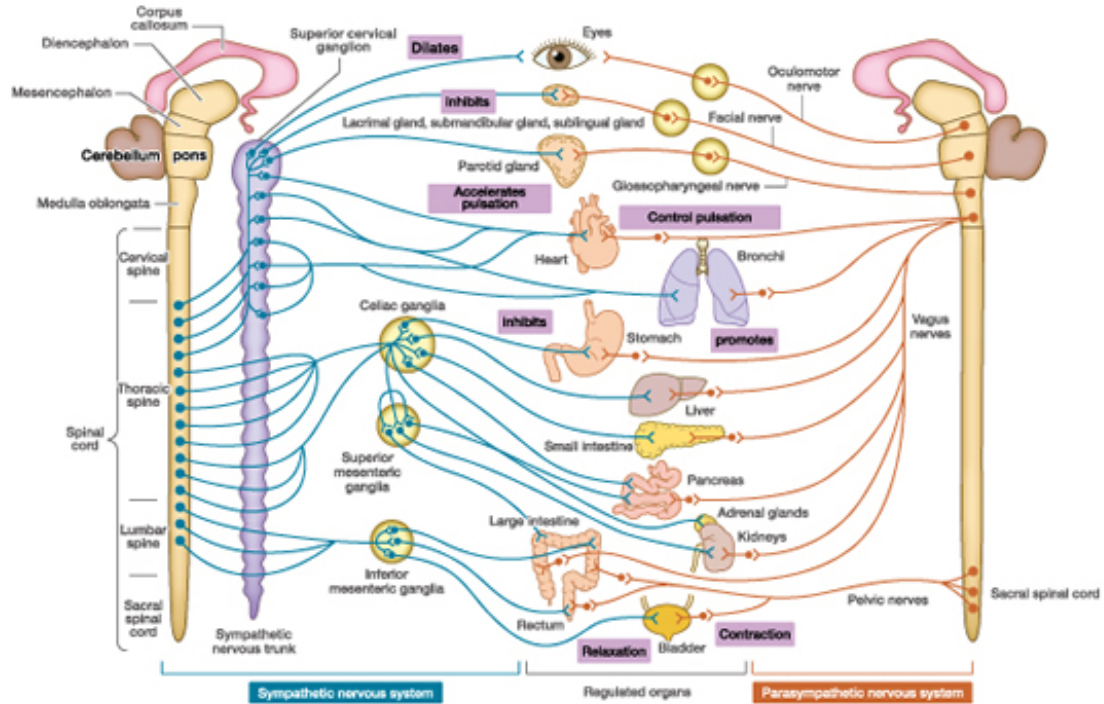 Corpus
callosum
Diencephalon
Mesencephalon
Cerebellum
pons
Medulla oblongata
Superior cervical
ganglion
Dilates
Eyes
Oculomotor
nerve
Inhibits
Lacrimal gland, submandibular gland, sublingual gland
Facial nerve
Parotid gland
Glossopharyngeal nerve
Accelerates
pulsation
Control pulsation
Heart
Bronchi
Cervical
spine
Celiac ganglia
Inhibits
Stomach
promotes
Vagus
nerves
Thoracic
spine
Liver
Spinal
cord
Small intestine
Superior
mesenteric
ganglia
Pancreas
Adrenal glands
Large intestine
Kidneys
Lumbar
spine
Inferior
mesenteric ganglia
Sacral
spinal
cord
Sympathetic
nervous trunk
Rectum
Pelvic nerves
Sacral spinal cord
Relaxation
Bladder
Contraction
Sympathetic nervous system
Regulated organs
Parasympathetic nervous system